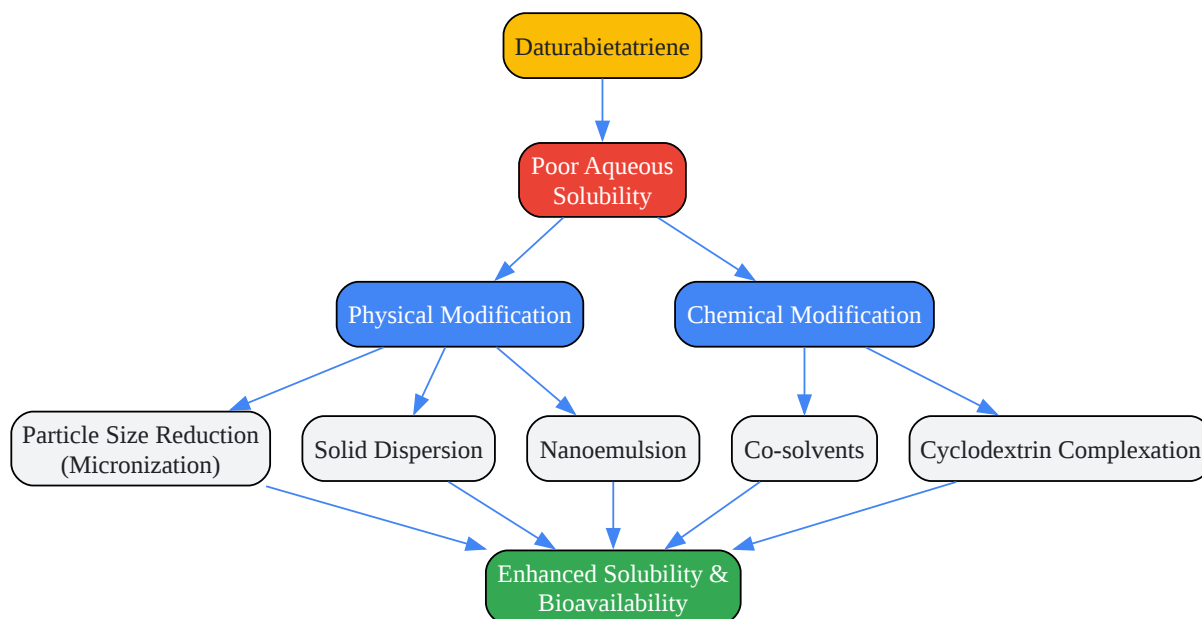 Daturabietatriene
Poor Aqueous
Solubility
Physical Modification
Chemical Modification
Particle Size Reduction
(Micronization)
Solid Dispersion
Nanoemulsion
Co-solvents
Cyclodextrin Complexation
Enhanced Solubility &
Bioavailability